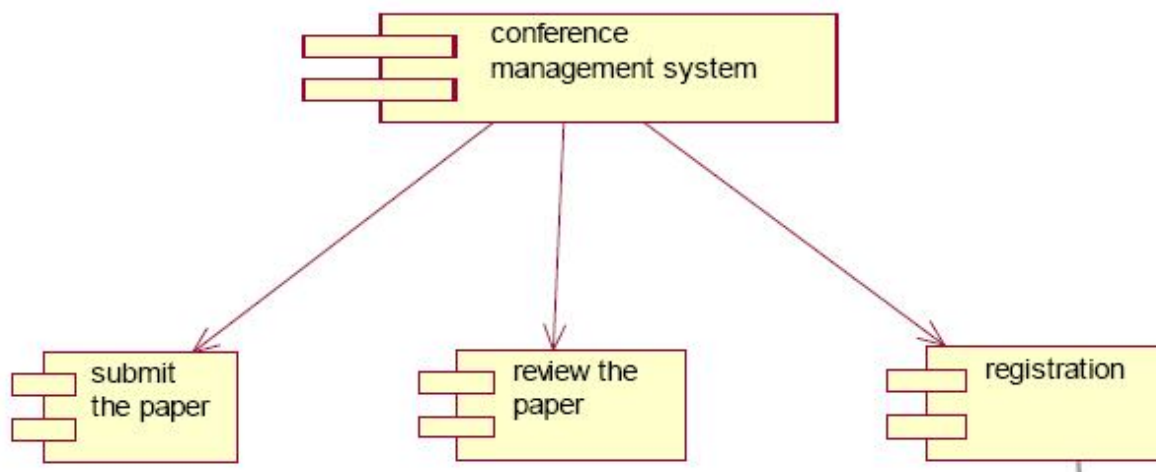 conference
management system
submit
the paper
review the
paper
registration